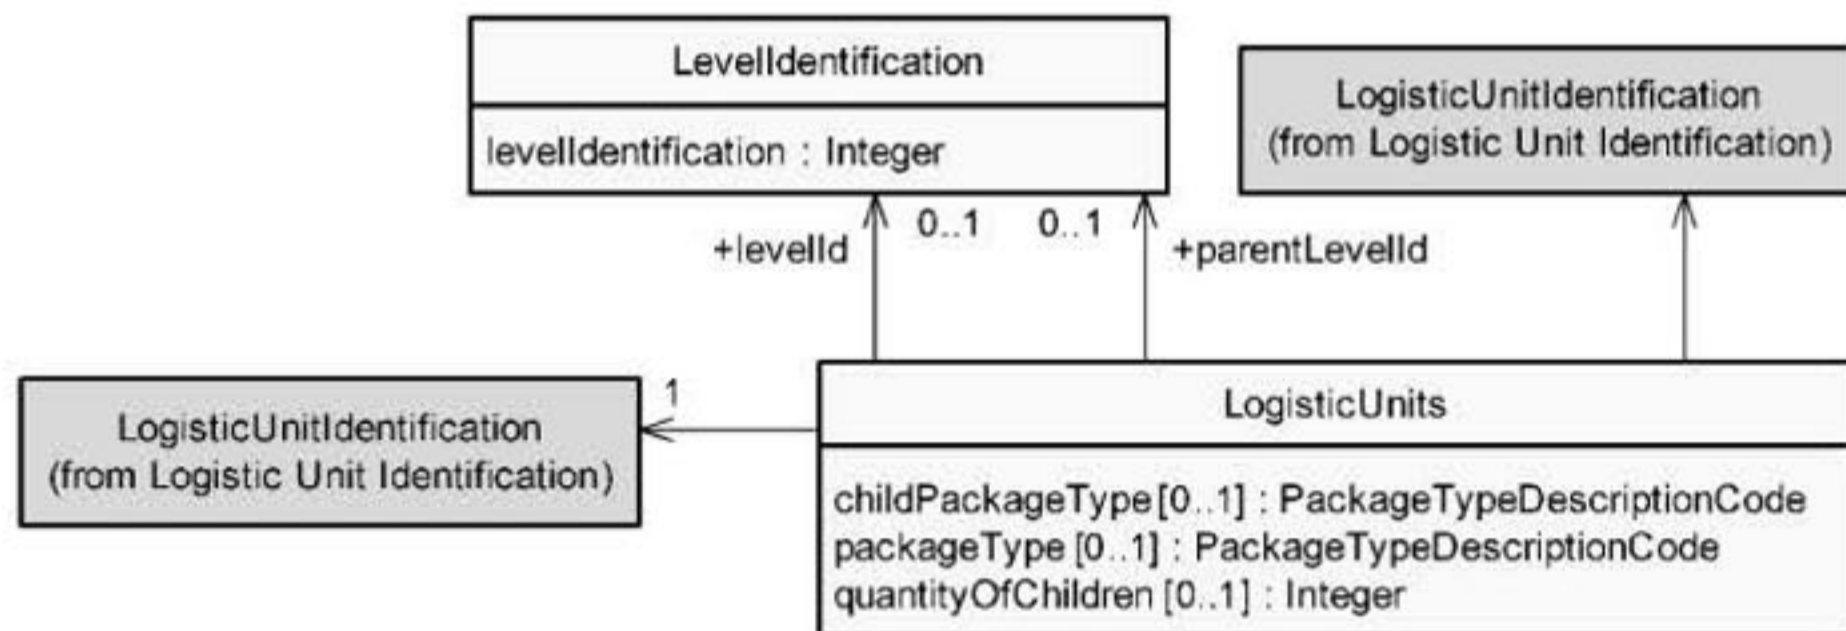 LevelIdentification
levelIdentification : Integer
LogisticUnitIdentification
(from Logistic Unit Identification)
0..1
0..1
+levelId
+parentLevelId
1
LogisticUnitIdentification
(from Logistic Unit Identification)
LogisticUnits
childPackageType [0..1] : PackageTypeDescriptionCode
packageType [0..1] : PackageTypeDescriptionCode
quantityOfChildren [0..1] : Integer